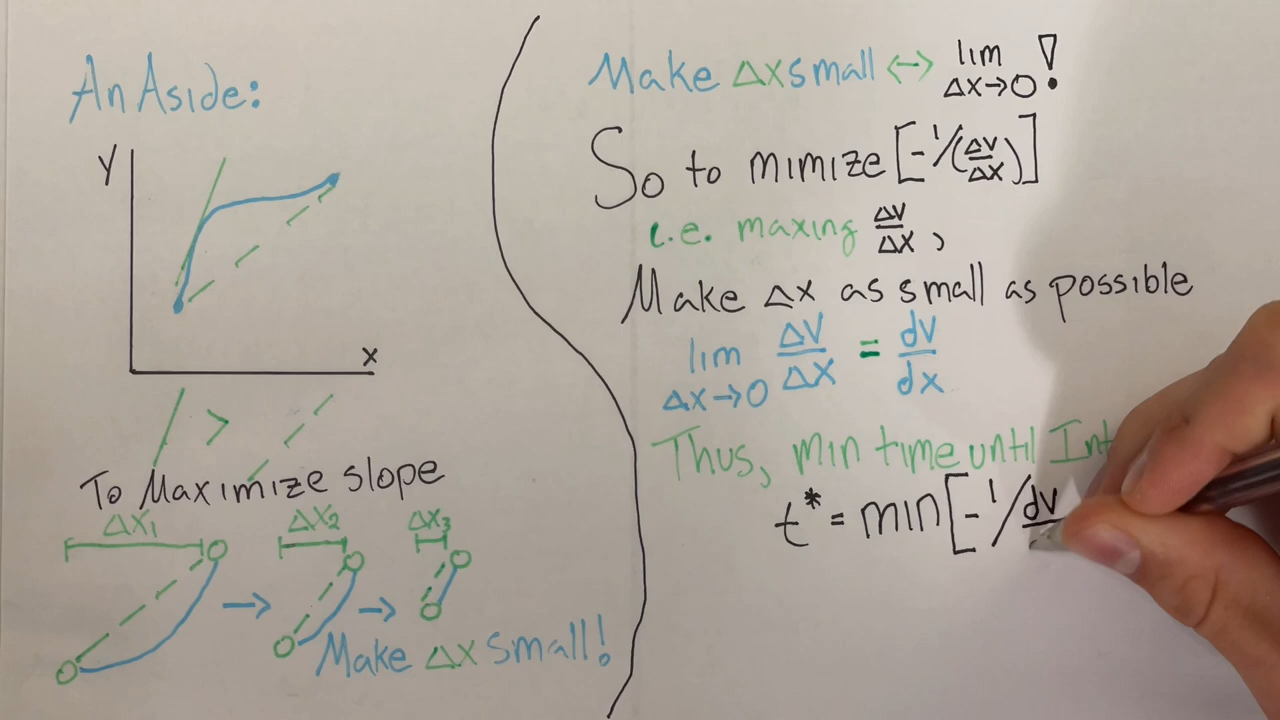 An Aside:
Y
x
To Maximize slope
Δx₁ Δx₂ Δx₃
Make Δx small!
Make Δx small ↔ lim Δx→0 !
So to mimize [-1/(ΔV/Δx)]
i.e. maxing ΔV/Δx,
Make Δx as small as possible
lim Δx→0 ΔV/Δx = dV/dx
Thus, min time until
t* = min[-1/dV